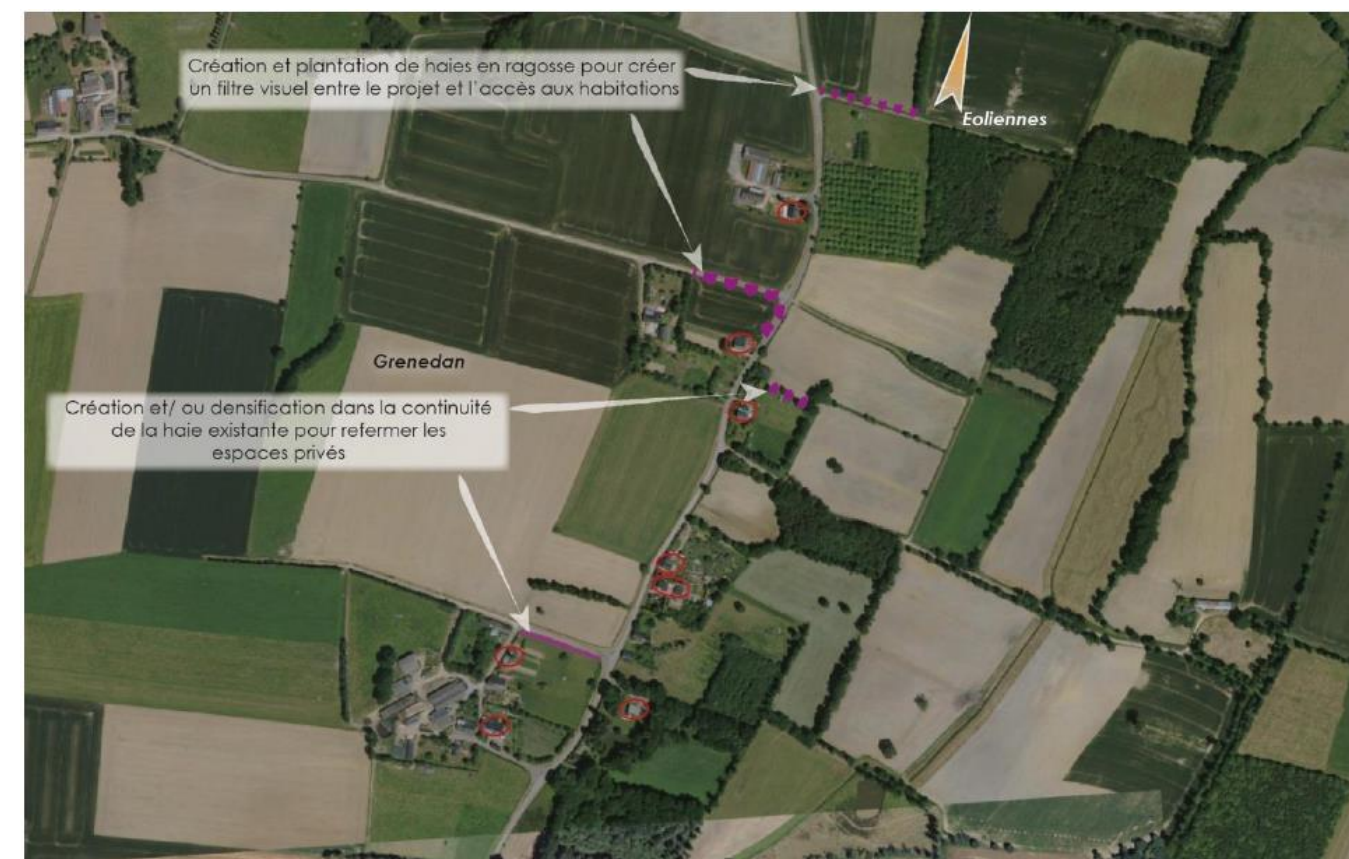 Création et plantation de haies en ragosse pour créer
un filtre visuel entre le projet et l'accès aux habitations
Eoliennes
Grenedan
Création et/ ou densification dans la continuité
de la haie existante pour refermer les
espaces privés